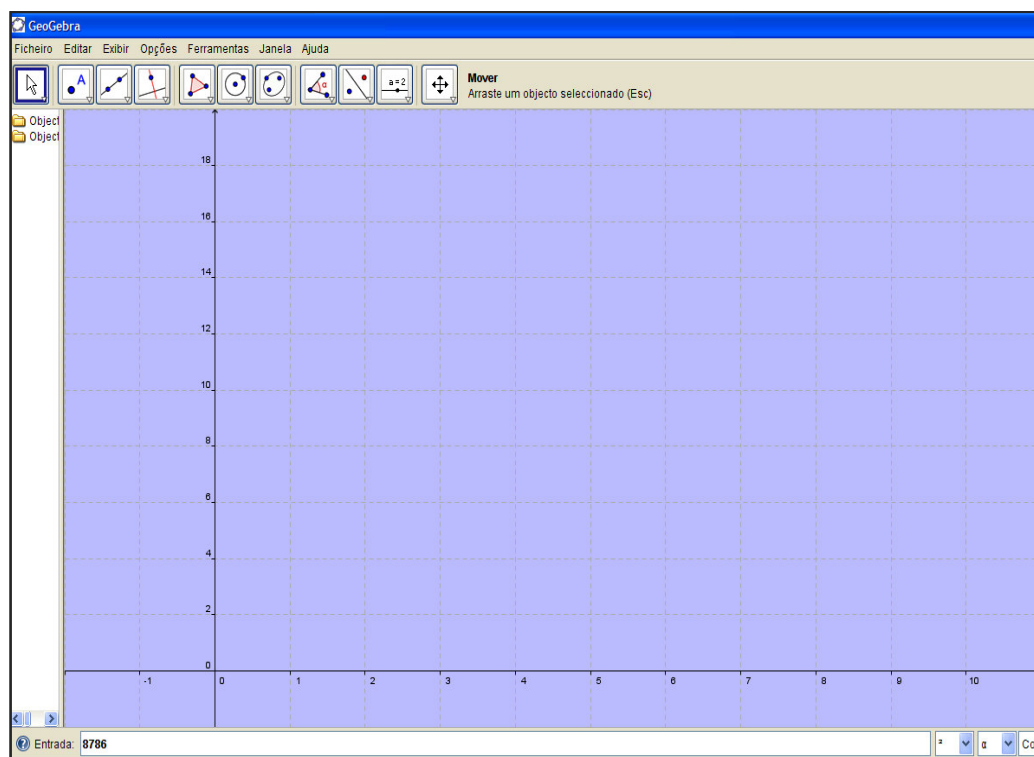 GeoGebra
Ficheiro Editar Exibir Opções Ferramentas Janela Ajuda
A α a = 2
Mover
Arraste um objecto seleccionado (Esc)
Object
Object
18
16
14
12
10
8
6
4
2
0
-1 0 1 2 3 4 5 6 7 8 9 10
Entrada: 8786 ² α Co